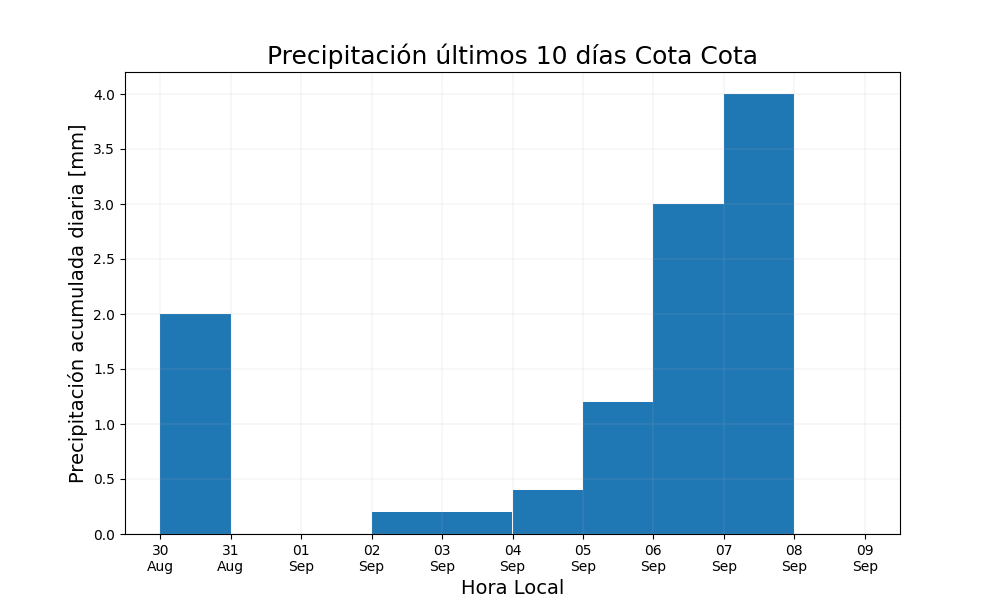 Precipitación últimos 10 días Cota Cota
Precipitación acumulada diaria [mm]
4.0
3.5
3.0
2.5
2.0
1.5
1.0
0.5
0.0
30 31 01 02 03 04 05 06 07 08 09
Aug Aug Sep Sep Sep Sep Sep Sep Sep Sep Sep
Hora Local